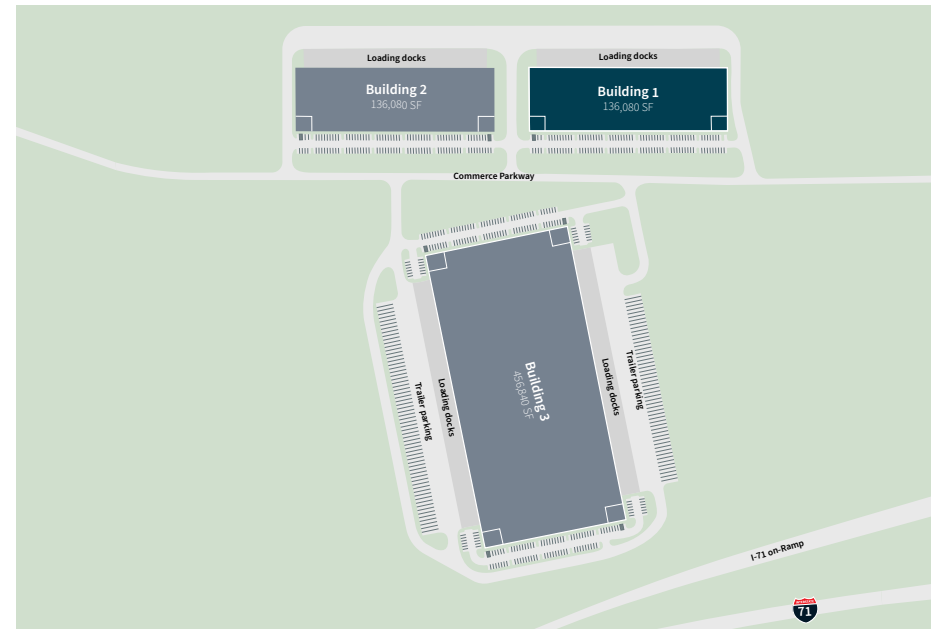 Loading docks
Loading docks
Building 2
136,080 SF
Building 1
136,080 SF
Commerce Parkway
Building 3
456,840 SF
Loading docks
Trailer parking
Loading docks
Trailer parking
I-71 on-Ramp
71